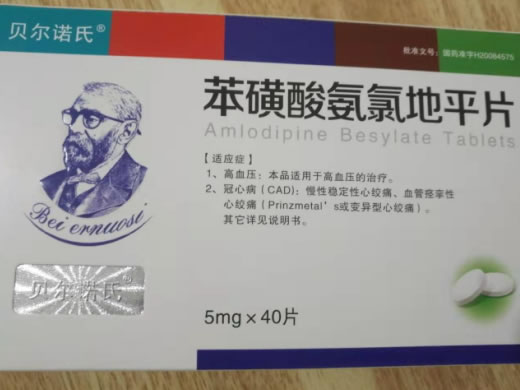 贝尔诺氏®
批准文号：国药准字H20084575
苯磺酸氨氯地平片
Amlodipine Besylate Tablets
【适应症】
1、高血压：本品适用于高血压的治疗。
2、冠心病（CAD）：慢性稳定性心绞痛、血管痉挛性
心绞痛（Prinzmetal's或变异型心绞痛）。
其它详见说明书。
Bei ernuosi
贝尔诺氏®
5mg×40片